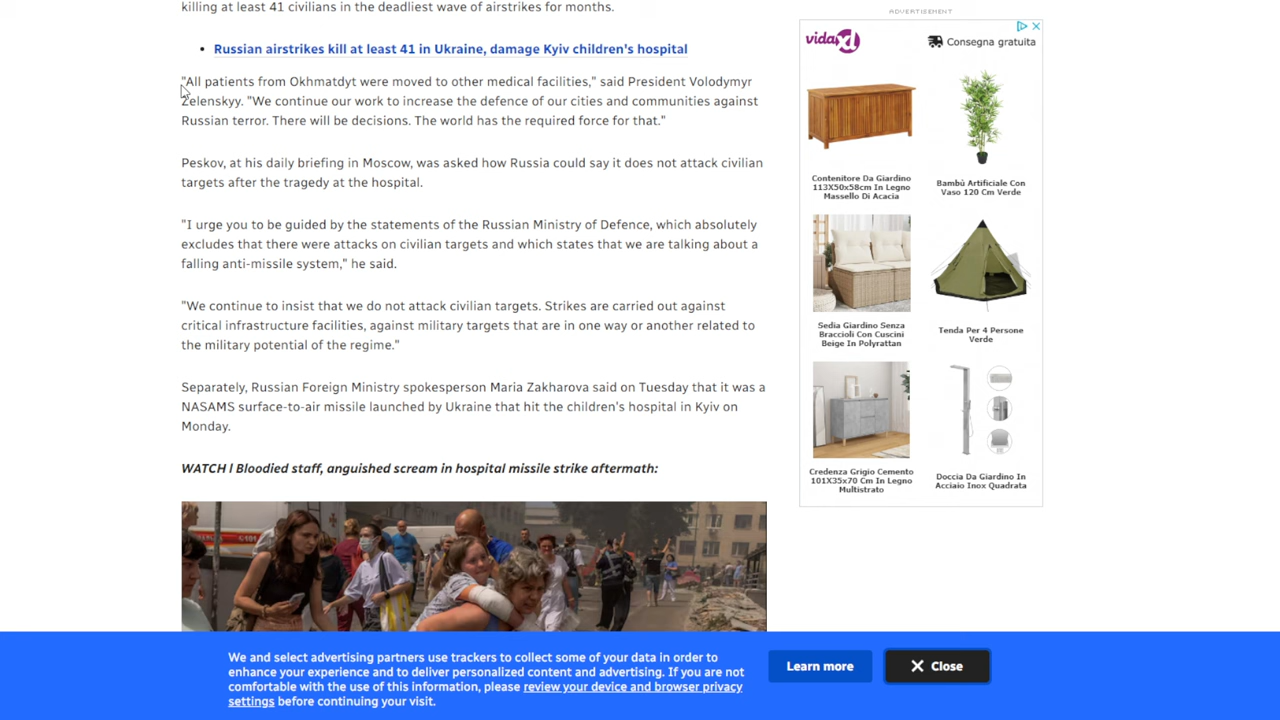 killing at least 41 civilians in the deadliest wave of airstrikes for months.
• Russian airstrikes kill at least 41 in Ukraine, damage Kyiv children's hospital
"All patients from Okhmatdyt were moved to other medical facilities," said President Volodymyr
Zelenskyy. "We continue our work to increase the defence of our cities and communities against
Russian terror. There will be decisions. The world has the required force for that."
Peskov, at his daily briefing in Moscow, was asked how Russia could say it does not attack civilian
targets after the tragedy at the hospital.
"I urge you to be guided by the statements of the Russian Ministry of Defence, which absolutely
excludes that there were attacks on civilian targets and which states that we are talking about a
falling anti-missile system," he said.
"We continue to insist that we do not attack civilian targets. Strikes are carried out against
critical infrastructure facilities, against military targets that are in one way or another related to
the military potential of the regime."
Separately, Russian Foreign Ministry spokesperson Maria Zakharova said on Tuesday that it was a
NASAMS surface-to-air missile launched by Ukraine that hit the children's hospital in Kyiv on
Monday.
WATCH | Bloodied staff, anguished scream in hospital missile strike aftermath:
ADVERTISEMENT
vidaXL
Consegna gratuita
Contenitore Da Giardino
113X50x58cm In Legno
Massello Di Acacia
Bambù Artificiale Con
Vaso 120 Cm Verde
Sedia Giardino Senza
Braccioli Con Cuscini
Beige In Polyrattan
Tenda Per 4 Persone
Verde
Credenza Grigio Cemento
101X35x70 Cm In Legno
Multistrato
Doccia Da Giardino In
Acciaio Inox Quadrata
We and select advertising partners use trackers to collect some of your data in order to
enhance your experience and to deliver personalized content and advertising. If you are not
comfortable with the use of this information, please review your device and browser privacy
settings before continuing your visit.
Learn more
Close